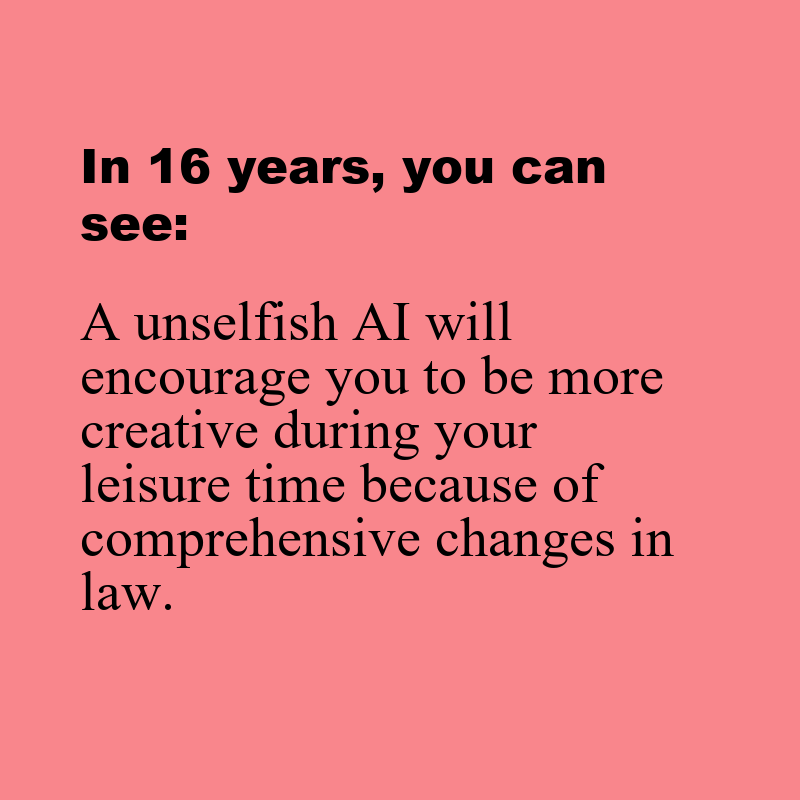 In 16 years, you can
see:
A unselfish AI will
encourage you to be more
creative during your
leisure time because of
comprehensive changes in
law.